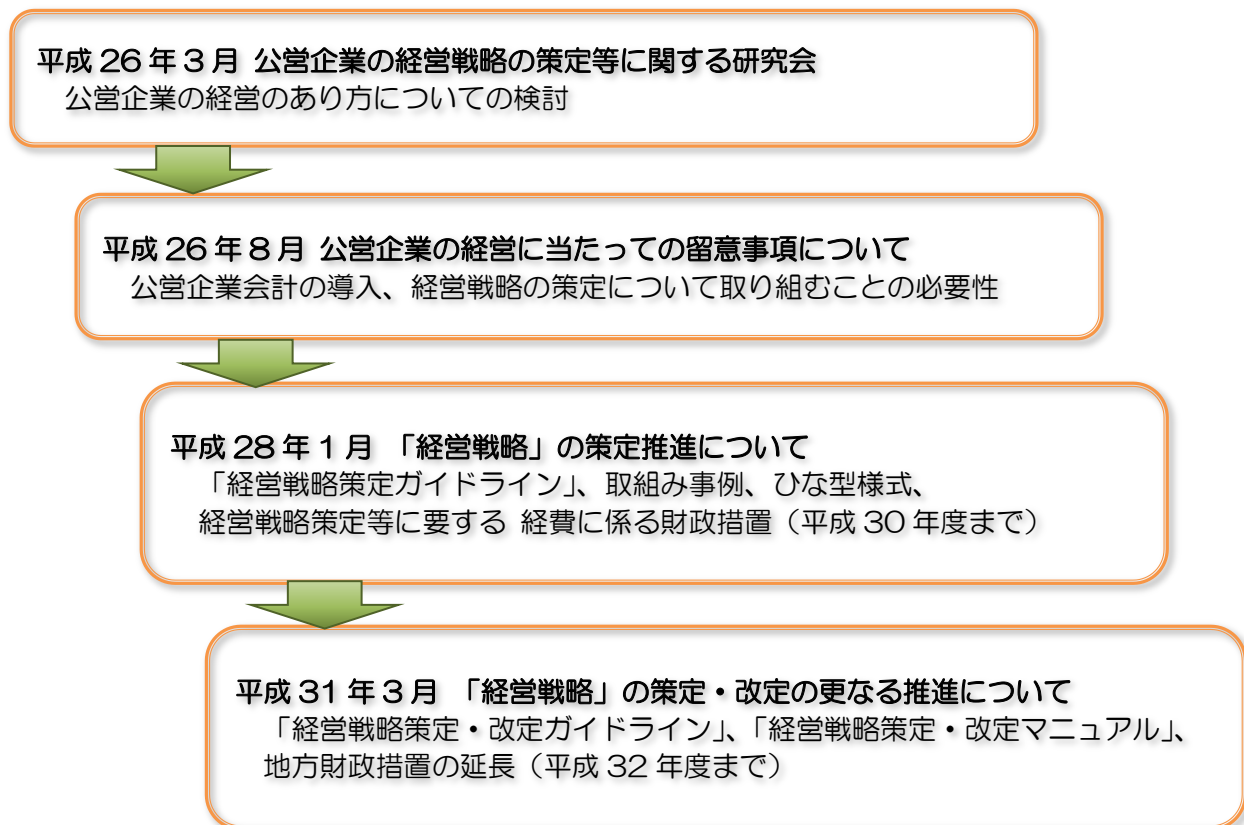 平成 26 年 3 月 公営企業の経営戦略の策定等に関する研究会
公営企業の経営のあり方についての検討
平成 26 年 8 月 公営企業の経営に当たっての留意事項について
公営企業会計の導入、経営戦略の策定について取り組むことの必要性
平成 28 年 1 月 「経営戦略」の策定推進について
「経営戦略策定ガイドライン」、取組み事例、ひな型様式、
経営戦略策定等に要する 経費に係る財政措置（平成 30 年度まで）
平成 31 年 3 月 「経営戦略」の策定・改定の更なる推進について
「経営戦略策定・改定ガイドライン」、「経営戦略策定・改定マニュアル」、
地方財政措置の延長（平成 32 年度まで）